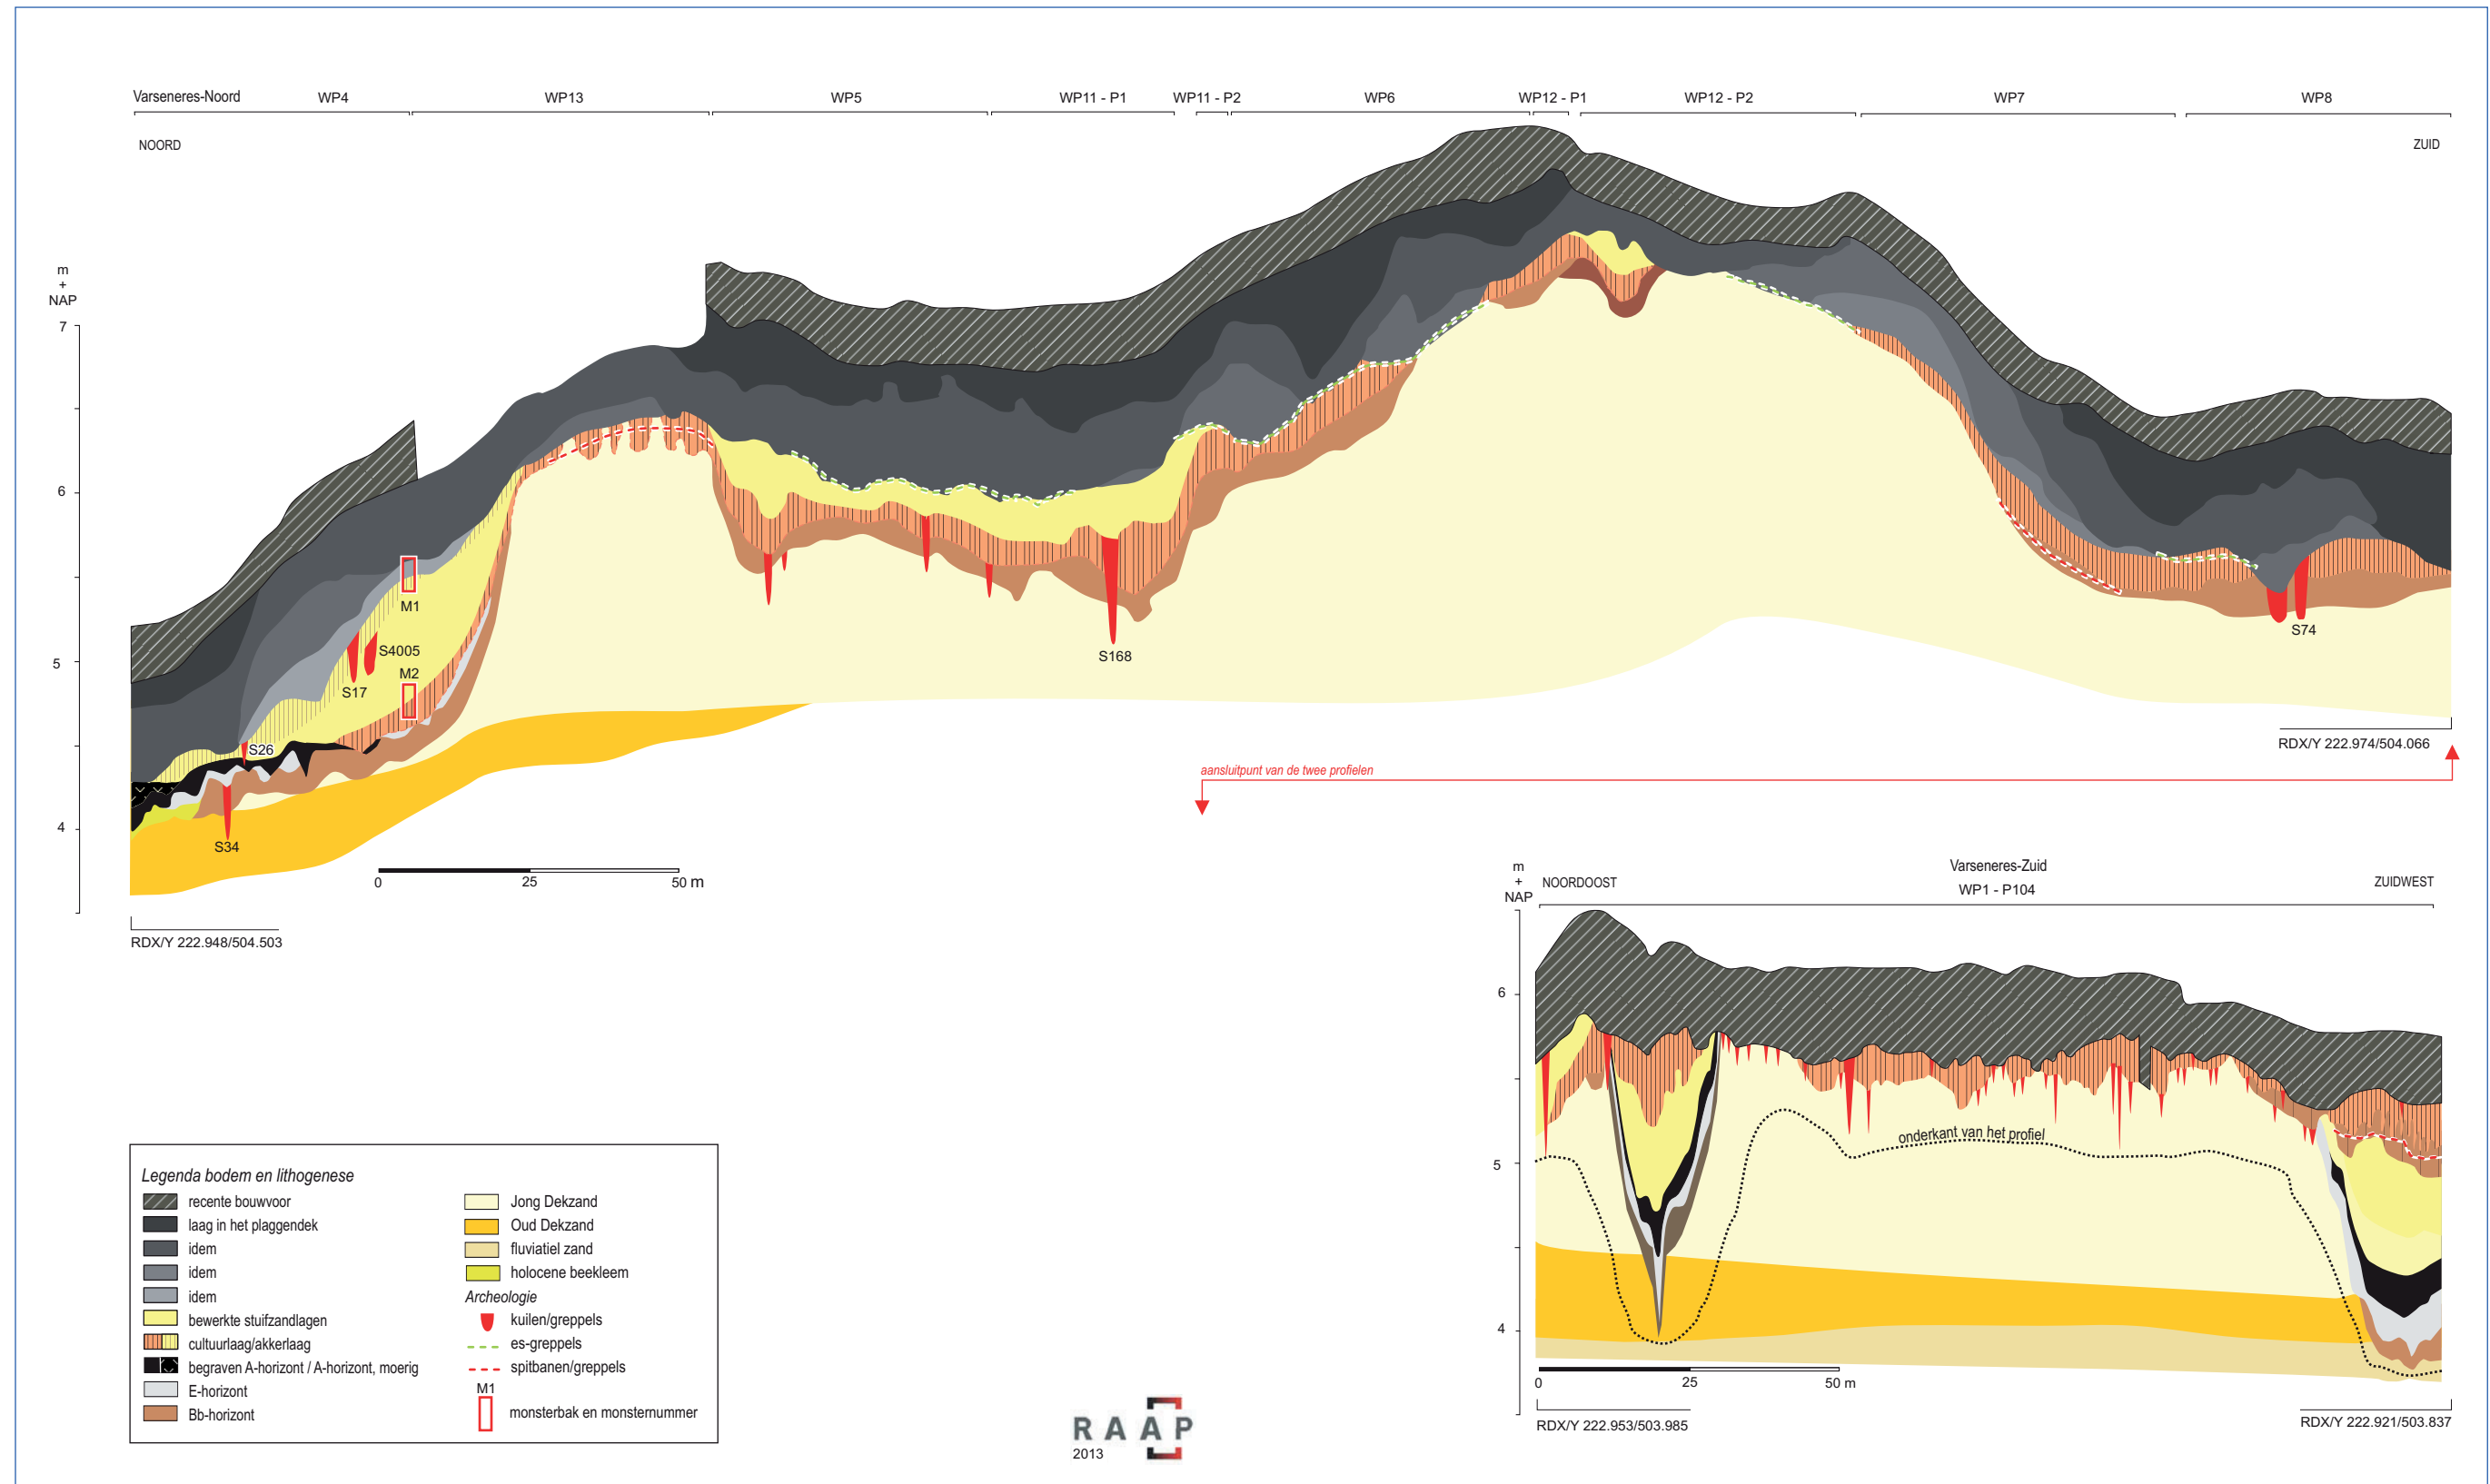 Varseneres-Noord
WP4
WP13
WP5
WP11 - P1
WP11 - P2
WP6
WP12 - P1
WP12 - P2
WP7
WP8
NOORD
ZUID
m
+
NAP
7
6
5
4
M1
S4005
M2
S17
S26
S34
S168
S74
RDX/Y 222.974/504.066
aansluitpunt van de twee profielen
0
25
50 m
RDX/Y 222.948/504.503
Varseneres-Zuid
WP1 - P104
m
+
NAP
NOORDOOST
ZUIDWEST
6
5
4
onderkant van het profiel
0
25
50 m
RDX/Y 222.953/503.985
RDX/Y 222.921/503.837
Legenda bodem en lithogenese
recente bouwvoor
laag in het plaggendek
idem
idem
idem
bewerkte stuifzandlagen
cultuurlaag/akkerlaag
begraven A-horizont / A-horizont, moerig
E-horizont
Bb-horizont
Jong Dekzand
Oud Dekzand
fluviatiel zand
holocene beekleem
Archeologie
kuilen/greppels
es-greppels
spitbanen/greppels
M1
monsterbak en monsternummer
RAAP
2013